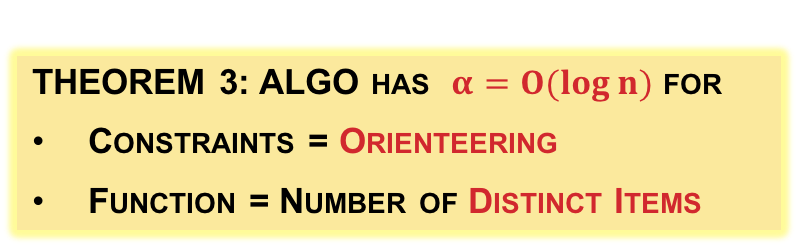 THEOREM 3: ALGO HAS α = O(log n) FOR
• CONSTRAINTS = ORIENTEERING
• FUNCTION = NUMBER OF DISTINCT ITEMS